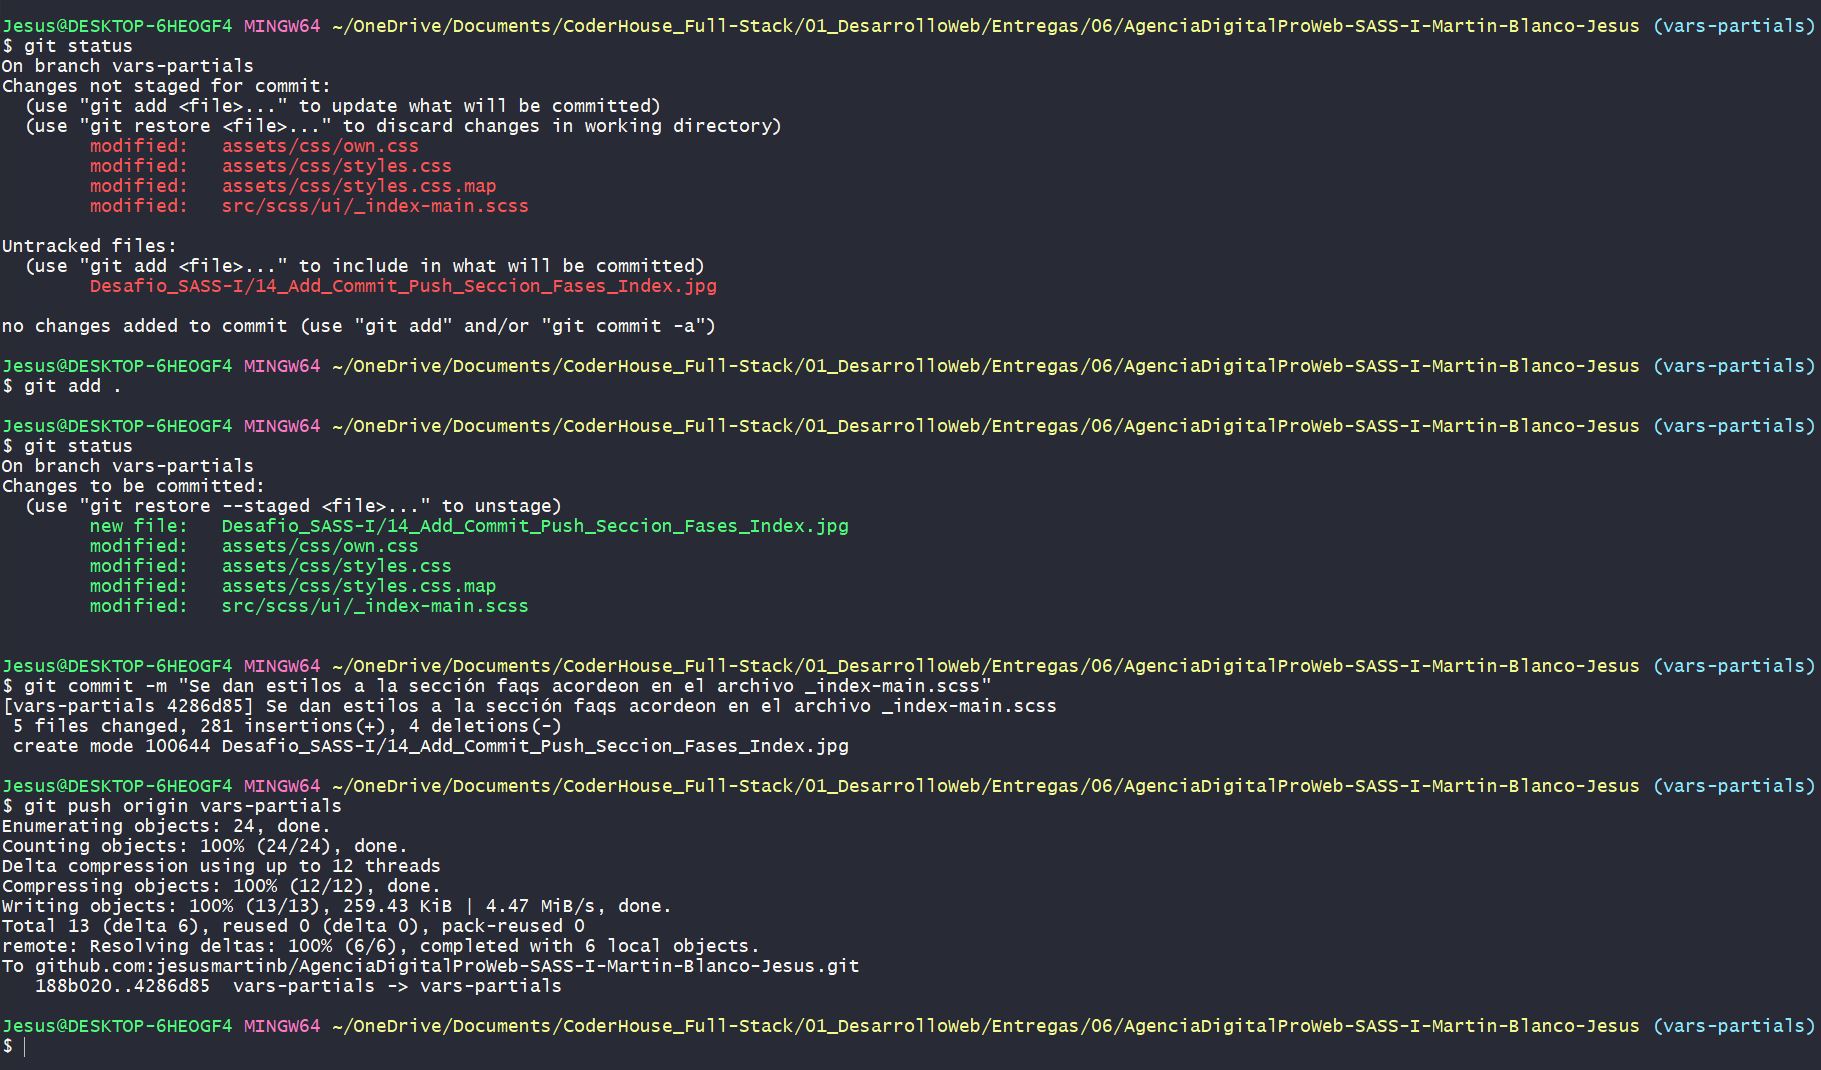 Jesus@DESKTOP-6HEOGF4 MINGW64 ~/OneDrive/Documents/CoderHouse_Full-Stack/01_DesarrolloWeb/Entregas/06/AgenciaDigitalProWeb-SASS-I-Martin-Blanco-Jesus (vars-partials)
$ git status
On branch vars-partials
Changes not staged for commit:
  (use "git add <file>..." to update what will be committed)
  (use "git restore <file>..." to discard changes in working directory)
        modified:   assets/css/own.css
        modified:   assets/css/styles.css
        modified:   assets/css/styles.css.map
        modified:   src/scss/ui/_index-main.scss

Untracked files:
  (use "git add <file>..." to include in what will be committed)
        Desafio_SASS-I/14_Add_Commit_Push_Seccion_Fases_Index.jpg

no changes added to commit (use "git add" and/or "git commit -a")

Jesus@DESKTOP-6HEOGF4 MINGW64 ~/OneDrive/Documents/CoderHouse_Full-Stack/01_DesarrolloWeb/Entregas/06/AgenciaDigitalProWeb-SASS-I-Martin-Blanco-Jesus (vars-partials)
$ git add .

Jesus@DESKTOP-6HEOGF4 MINGW64 ~/OneDrive/Documents/CoderHouse_Full-Stack/01_DesarrolloWeb/Entregas/06/AgenciaDigitalProWeb-SASS-I-Martin-Blanco-Jesus (vars-partials)
$ git status
On branch vars-partials
Changes to be committed:
  (use "git restore --staged <file>..." to unstage)
        new file:   Desafio_SASS-I/14_Add_Commit_Push_Seccion_Fases_Index.jpg
        modified:   assets/css/own.css
        modified:   assets/css/styles.css
        modified:   assets/css/styles.css.map
        modified:   src/scss/ui/_index-main.scss

Jesus@DESKTOP-6HEOGF4 MINGW64 ~/OneDrive/Documents/CoderHouse_Full-Stack/01_DesarrolloWeb/Entregas/06/AgenciaDigitalProWeb-SASS-I-Martin-Blanco-Jesus (vars-partials)
$ git commit -m "Se dan estilos a la sección faqs acordeon en el archivo _index-main.scss"
[vars-partials 4286d85] Se dan estilos a la sección faqs acordeon en el archivo _index-main.scss
 5 files changed, 281 insertions(+), 4 deletions(-)
 create mode 100644 Desafio_SASS-I/14_Add_Commit_Push_Seccion_Fases_Index.jpg

Jesus@DESKTOP-6HEOGF4 MINGW64 ~/OneDrive/Documents/CoderHouse_Full-Stack/01_DesarrolloWeb/Entregas/06/AgenciaDigitalProWeb-SASS-I-Martin-Blanco-Jesus (vars-partials)
$ git push origin vars-partials
Enumerating objects: 24, done.
Counting objects: 100% (24/24), done.
Delta compression using up to 12 threads
Compressing objects: 100% (12/12), done.
Writing objects: 100% (13/13), 259.43 KiB | 4.47 MiB/s, done.
Total 13 (delta 6), reused 0 (delta 0), pack-reused 0
remote: Resolving deltas: 100% (6/6), completed with 6 local objects.
To github.com:jesusmartinb/AgenciaDigitalProWeb-SASS-I-Martin-Blanco-Jesus.git
   188b020..4286d85  vars-partials -> vars-partials

Jesus@DESKTOP-6HEOGF4 MINGW64 ~/OneDrive/Documents/CoderHouse_Full-Stack/01_DesarrolloWeb/Entregas/06/AgenciaDigitalProWeb-SASS-I-Martin-Blanco-Jesus (vars-partials)
$